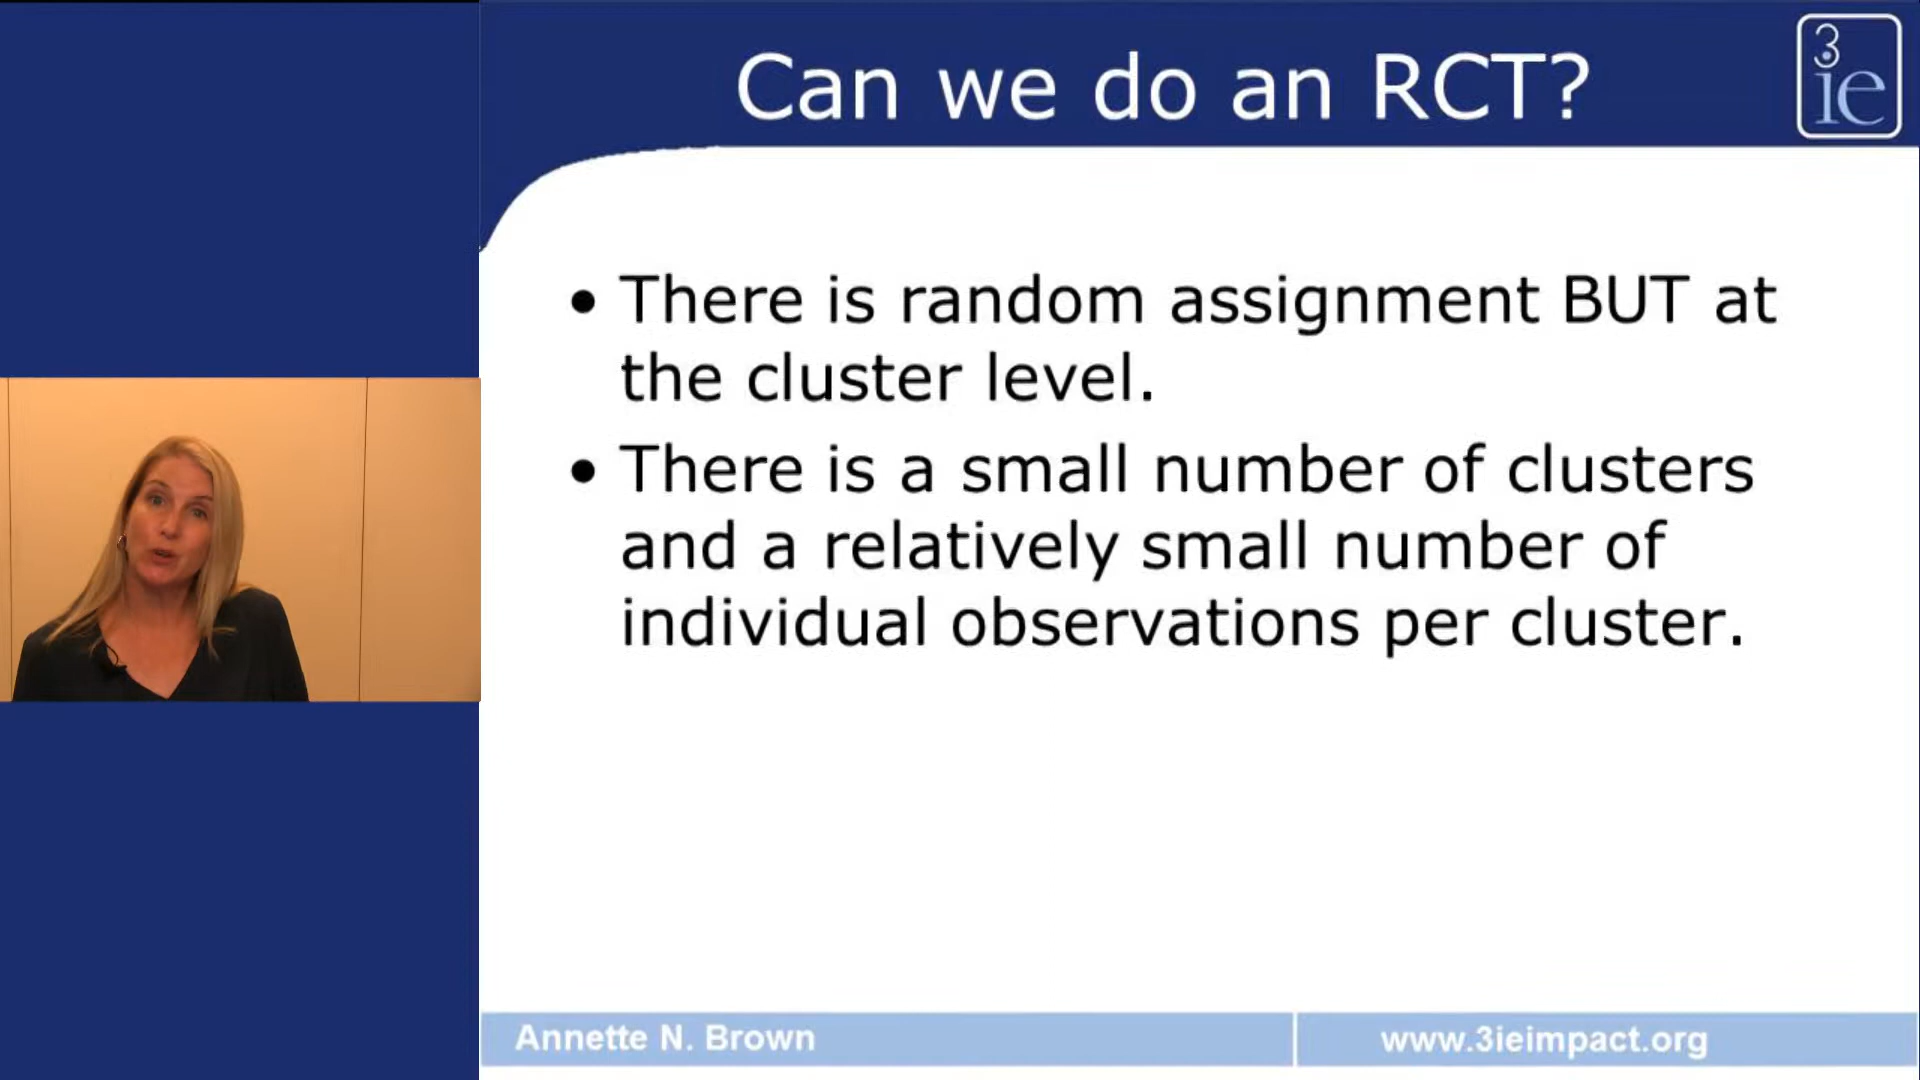 Can we do an RCT?
3
ie
• There is random assignment BUT at
the cluster level.
• There is a small number of clusters
and a relatively small number of
individual observations per cluster.
Annette N. Brown
www.3ieimpact.org